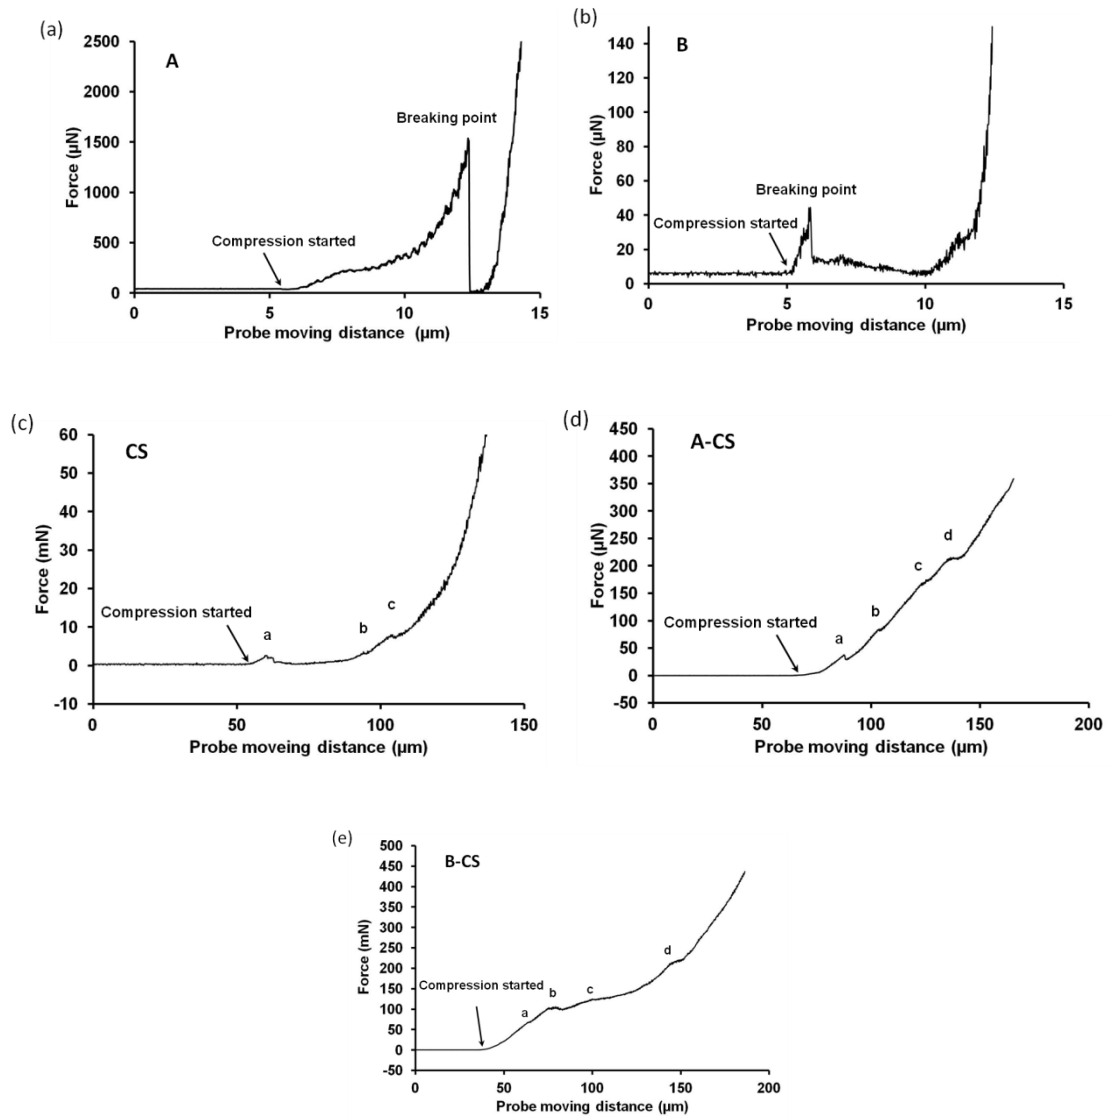 (a)
A
2500
2000
1500
1000
500
0
Force (µN)
Breaking point
Compression started
0 5 10 15
Probe moving distance (µm)
(b)
B
140
120
100
80
60
40
20
0
Force (µN)
Breaking point
Compression started
0 5 10 15
Probe moving distance (µm)
(c)
CS
60
50
40
30
20
10
0
-10
Force (mN)
Compression started
a
b
c
0 50 100 150
Probe moveing distance (µm)
(d)
A-CS
450
400
350
300
250
200
150
100
50
0
-50
Force (µN)
Compression started
a
b
c
d
0 50 100 150 200
Probe moving distance (µm)
(e)
B-CS
500
450
400
350
300
250
200
150
100
50
0
-50
Force (mN)
Compression started
a
b
c
d
0 50 100 150 200
Probe moving distance (µm)